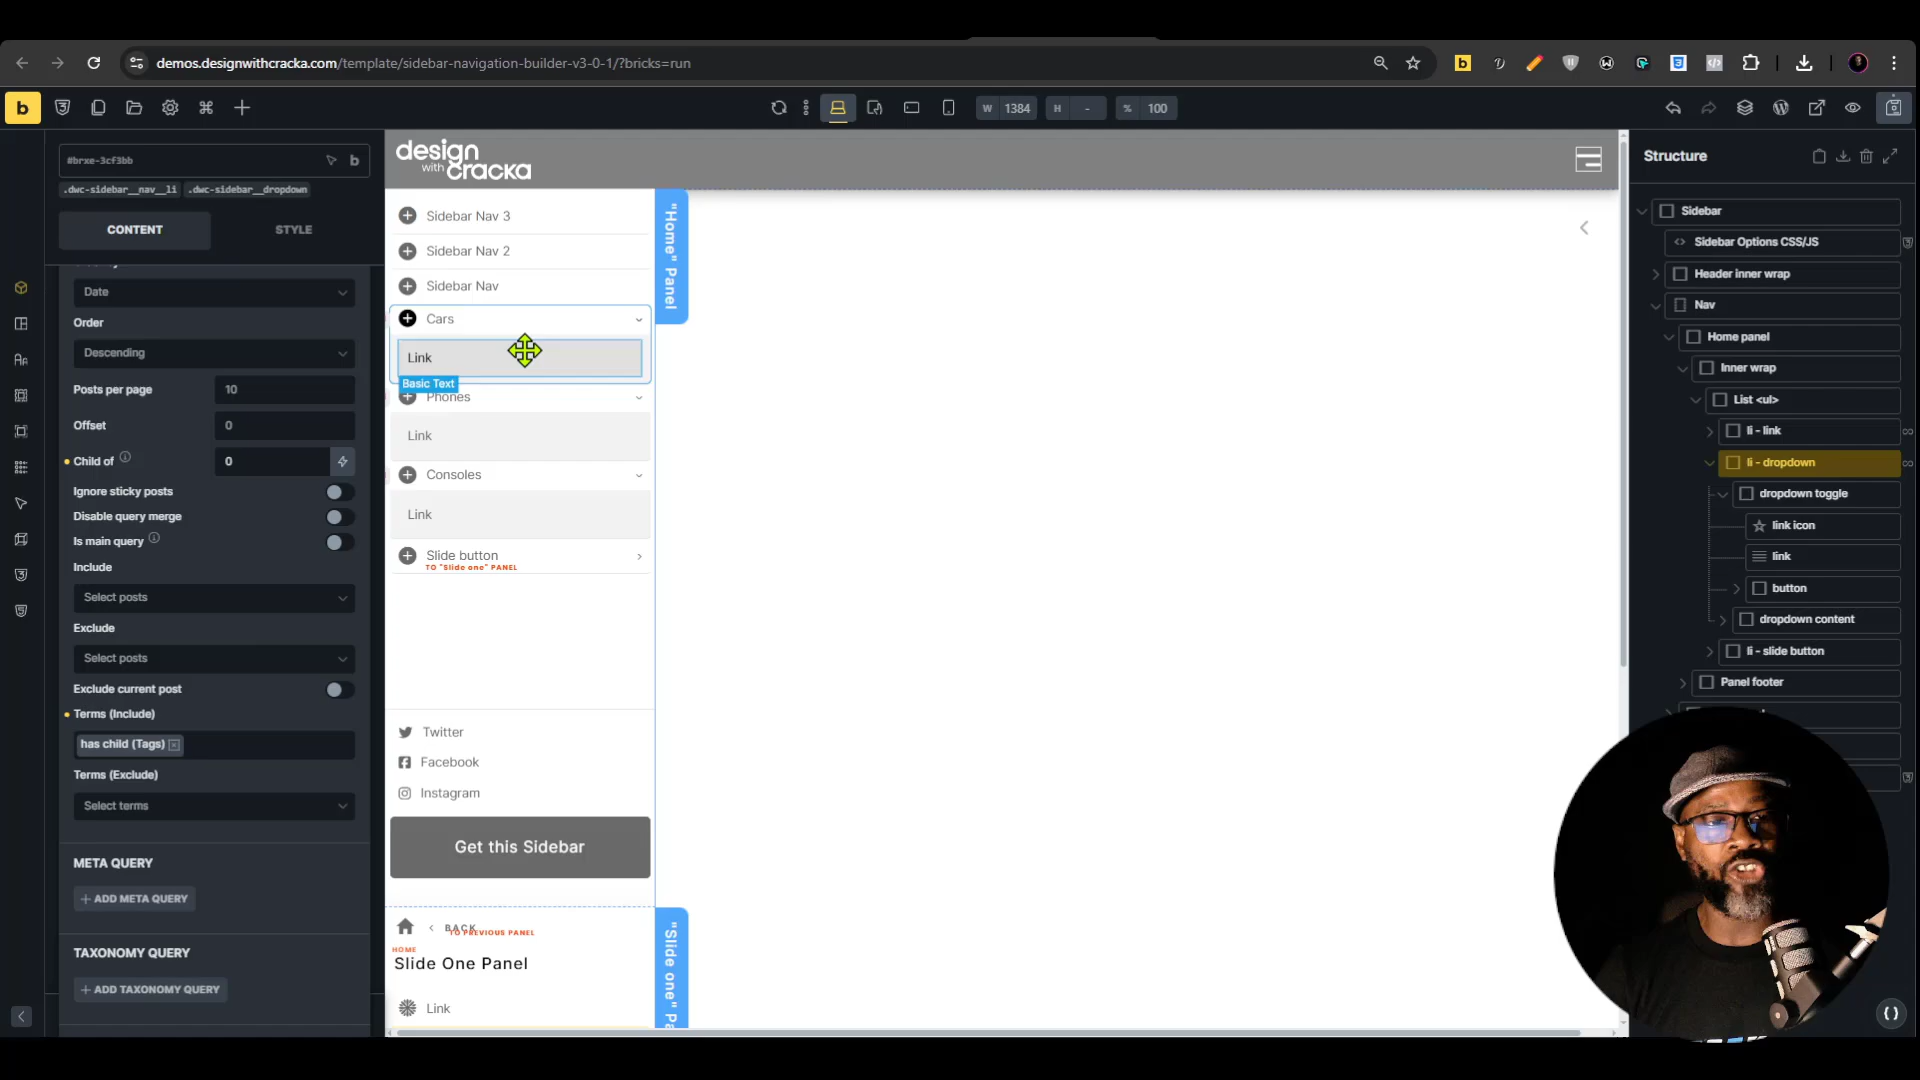 demos.designwithcracka.com/template/sidebar-navigation-builder-v3-0-1/?bricks=run
b
W 1384 H - % 100
#brxe-3cf3bb
b
.dwc-sidebar__nav__li .dwc-sidebar__dropdown
CONTENT STYLE
Date
Order
Descending
Posts per page 10
Offset 0
Child of 0
Ignore sticky posts
Disable query merge
Is main query
Include
Select posts
Exclude
Select posts
Exclude current post
Terms (Include)
has child (Tags)
Terms (Exclude)
Select terms
META QUERY
+ ADD META QUERY
TAXONOMY QUERY
+ ADD TAXONOMY QUERY
design
with cracka
Sidebar Nav 3
Sidebar Nav 2
Sidebar Nav
Cars
Link
Basic Text
Phones
Link
Consoles
Link
Slide button
TO "Slide one" PANEL
"Home" Panel
Twitter
Facebook
Instagram
Get this Sidebar
BACK
TO PREVIOUS PANEL
HOME
Slide One Panel
Link
"Slide one" Pa
Structure
Sidebar
Sidebar Options CSS/JS
Header inner wrap
Nav
Home panel
Inner wrap
List <ul>
li - link
li - dropdown
dropdown toggle
link icon
link
button
dropdown content
li - slide button
Panel footer